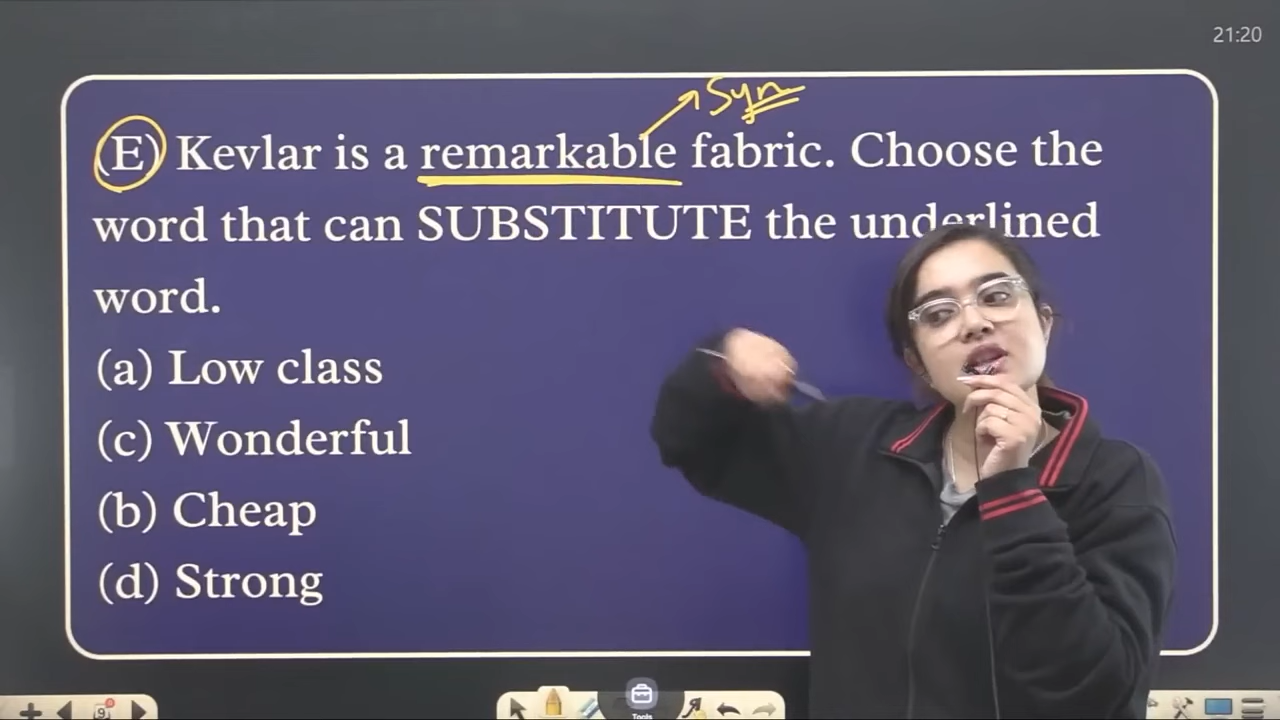 21:20
Syn
(E) Kevlar is a remarkable fabric. Choose the
word that can SUBSTITUTE the underlined
word.
(a) Low class
(c) Wonderful
(b) Cheap
(d) Strong
Tools